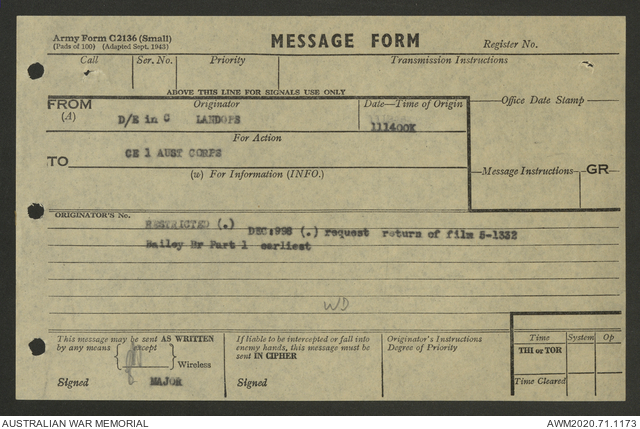 Army Form C2136 (Small)
(Pads of 100) (Adapted Sept. 1943)
MESSAGE FORM
Register No.
Call
Ser. No.
Priority
Transmission Instructions
ABOVE THIS LINE FOR SIGNALS USE ONLY
FROM
(A)
Originator
D/E in C LANDOPS
Date—Time of Origin
111400K
Office Date Stamp
For Action
TO
CE 1 AUST CORPS
(w) For Information (INFO.)
Message Instructions
GR
ORIGINATOR'S No.
RESTRICTED (.)
DEC:998 (.) request return of film S-1332
Bailey Br Part 1 earliest
WD
This message may be sent AS WRITTEN
by any means except
Wireless
Signed MAJOR
If liable to be intercepted or fall into
enemy hands, this message must be
sent IN CIPHER
Signed
Originator's Instructions
Degree of Priority
Time System Op
THI or TOR
Time Cleared
AUSTRALIAN WAR MEMORIAL
AWM2020.71.1173